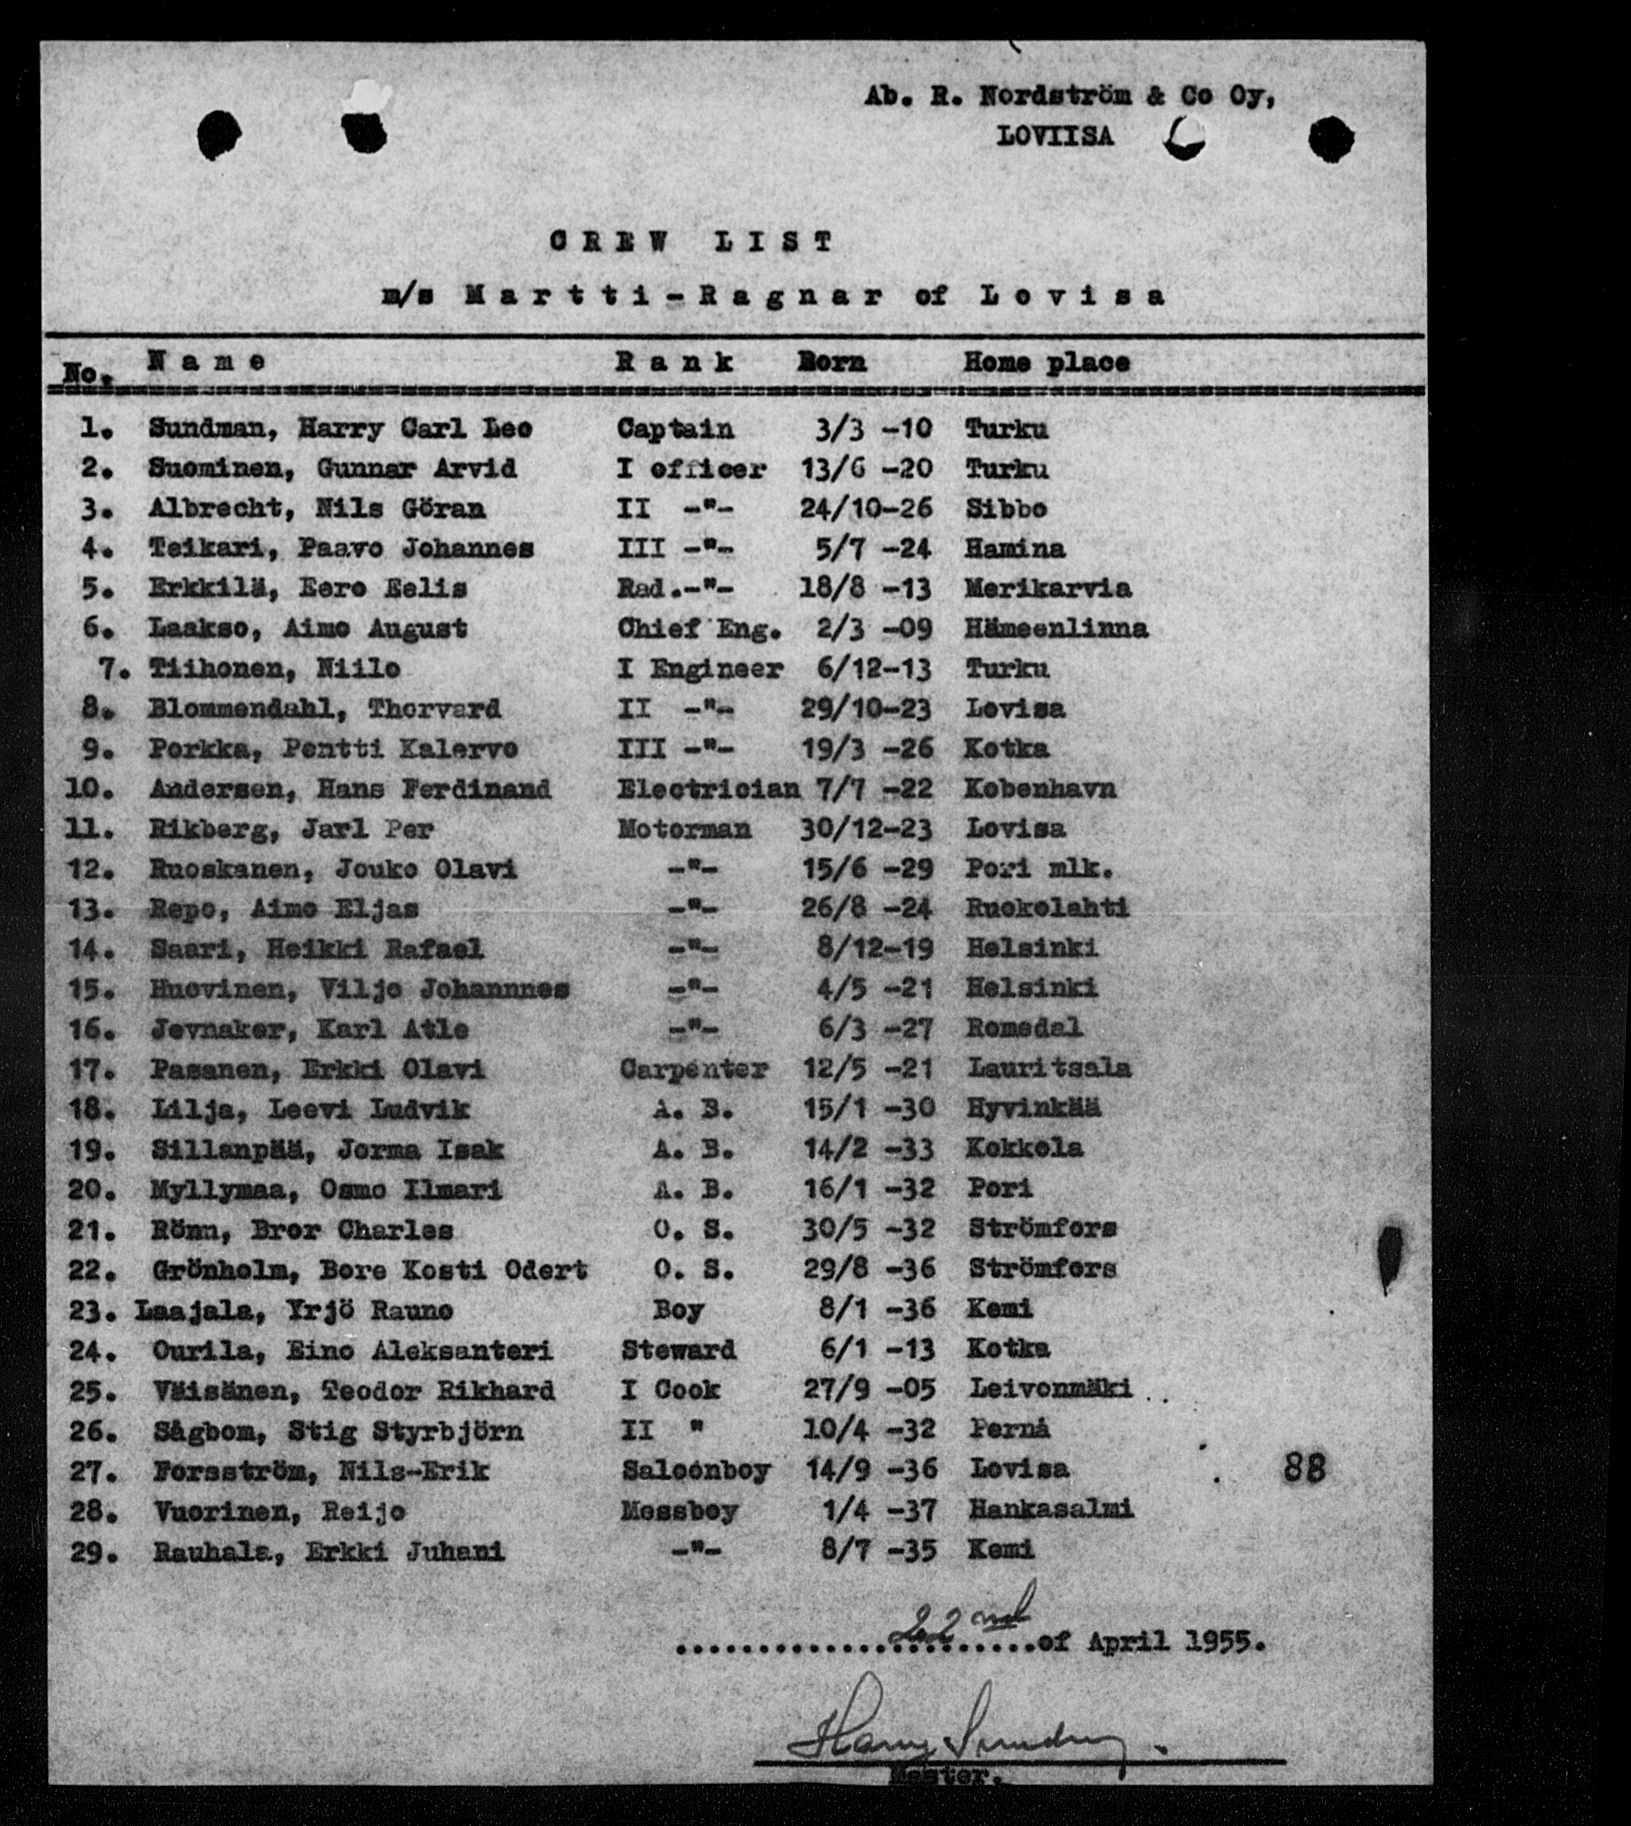 Ab. R. Nordström & Co Oy,
LOVIISA
CREW LIST
m/s Martti-Ragnar of Lovisa
No. Name Rank Born Home place
1. Sundman, Harry Carl Leo Captain 3/3 -10 Turku
2. Suominen, Gunnar Arvid I officer 13/6 -20 Turku
3. Albrecht, Nils Göran II -"- 24/10-26 Sibbo
4. Teikari, Paavo Johannes III -"- 5/7 -24 Hamina
5. Erkkilä, Eero Eelis Rad.-"- 18/8 -13 Merikarvia
6. Laakso, Aimo August Chief Eng. 2/3 -09 Hämeenlinna
7. Tiihonen, Niilo I Engineer 6/12-13 Turku
8. Blommendahl, Thorvard II -"- 29/10-23 Lovisa
9. Porkka, Pentti Kalervo III -"- 19/3 -26 Kotka
10. Andersen, Hans Ferdinand Electrician 7/7 -22 Kobenhavn
11. Rikberg, Jarl Per Motorman 30/12-23 Lovisa
12. Ruoskanen, Jouko Olavi -"- 15/6 -29 Pori mlk.
13. Repo, Aimo Eljas -"- 26/8 -24 Ruokolahti
14. Saari, Heikki Rafael -"- 8/12-19 Helsinki
15. Huovinen, Viljo Johannnes -"- 4/5 -21 Helsinki
16. Jevnaker, Karl Atle -"- 6/3 -27 Romedal
17. Pasanen, Erkki Olavi Carpenter 12/5 -21 Lauritsala
18. Lilja, Leevi Ludvik A. B. 15/1 -30 Hyvinkää
19. Sillanpää, Jorma Isak A. B. 14/2 -33 Kokkola
20. Myllymaa, Osmo Ilmari A. B. 16/1 -32 Pori
21. Rönn, Bror Charles O. S. 30/5 -32 Strömfors
22. Grönholm, Bore Kosti Odert O. S. 29/8 -36 Strömfors
23. Laajala, Yrjö Rauno Boy 8/1 -36 Kemi
24. Ourila, Eino Aleksanteri Steward 6/1 -13 Kotka
25. Väisänen, Teodor Rikhard I Cook 27/9 -05 Leivonmäki
26. Sågbom, Stig Styrbjörn II " 10/4 -32 Pernå
27. Forsström, Nils-Erik Saloonboy 14/9 -36 Lovisa 88
28. Vuorinen, Reijo Messboy 1/4 -37 Hankasalmi
29. Rauhala, Erkki Juhani -"- 8/7 -35 Kemi
......................22nd of April 1955.
Harry Sundman.
Master.